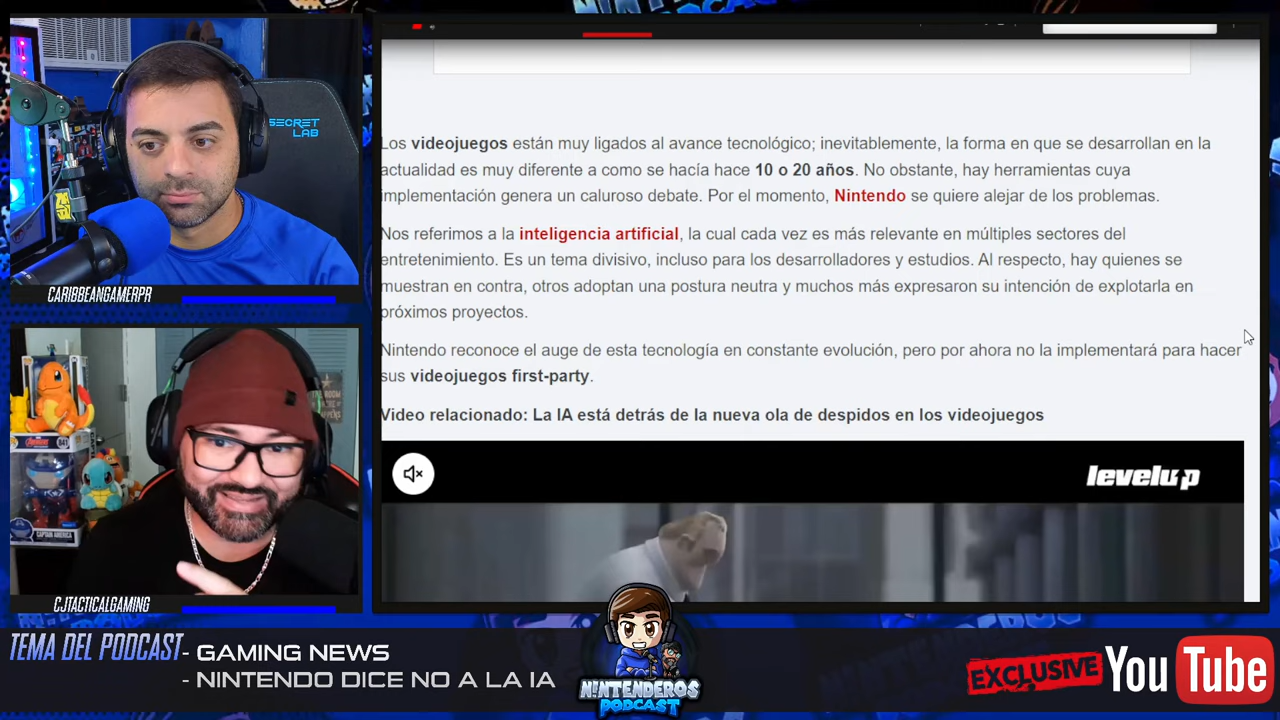 SECRET
LAB
CARIBBEANGAMERPR
CAPTAIN AMERICA
CJTACTICALGAMING
Los videojuegos están muy ligados al avance tecnológico; inevitablemente, la forma en que se desarrollan en la
actualidad es muy diferente a como se hacía hace 10 o 20 años. No obstante, hay herramientas cuya
implementación genera un caluroso debate. Por el momento, Nintendo se quiere alejar de los problemas.
Nos referimos a la inteligencia artificial, la cual cada vez es más relevante en múltiples sectores del
entretenimiento. Es un tema divisivo, incluso para los desarrolladores y estudios. Al respecto, hay quienes se
muestran en contra, otros adoptan una postura neutra y muchos más expresaron su intención de explotarla en
próximos proyectos.
Nintendo reconoce el auge de esta tecnología en constante evolución, pero por ahora no la implementará para hacer
sus videojuegos first-party.
Video relacionado: La IA está detrás de la nueva ola de despidos en los videojuegos
levelup
TEMA DEL PODCAST - GAMING NEWS
- NINTENDO DICE NO A LA IA
NINTENDEROS
PODCAST
EXCLUSIVE YouTube